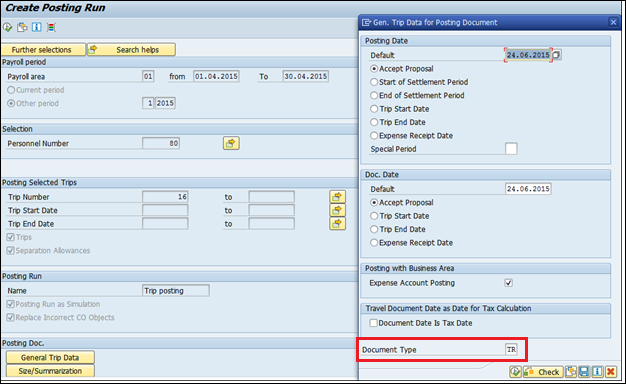 Create Posting Run
Further selections
Search helps
Payroll period
Payroll area 01 from 01.04.2015 To 30.04.2015
Current period
Other period 1 2015
Selection
Personnel Number 80
Posting Selected Trips
Trip Number 16 to
Trip Start Date to
Trip End Date to
Trips
Separation Allowances
Posting Run
Name Trip posting
Posting Run as Simulation
Replace Incorrect CO Objects
Posting Doc.
General Trip Data
Size/Summarization
Gen. Trip Data for Posting Document
Posting Date
Default 24.06.2015
Accept Proposal
Start of Settlement Period
End of Settlement Period
Trip Start Date
Trip End Date
Expense Receipt Date
Special Period
Doc. Date
Default 24.06.2015
Accept Proposal
Trip Start Date
Trip End Date
Expense Receipt Date
Posting with Business Area
Expense Account Posting
Travel Document Date as Date for Tax Calculation
Document Date Is Tax Date
Document Type TR
Check